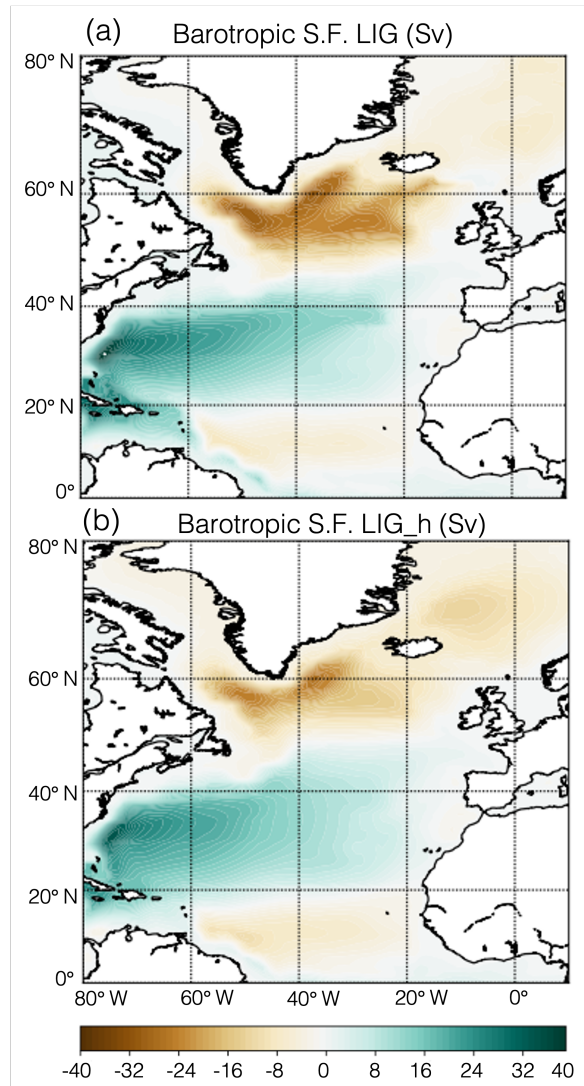 (a) Barotropic S.F. LIG (Sv)
80° N
60° N
40° N
20° N
0°
(b) Barotropic S.F. LIG_h (Sv)
80° N
60° N
40° N
20° N
0°
80° W 60° W 40° W 20° W 0°
-40 -32 -24 -16 -8 0 8 16 24 32 40